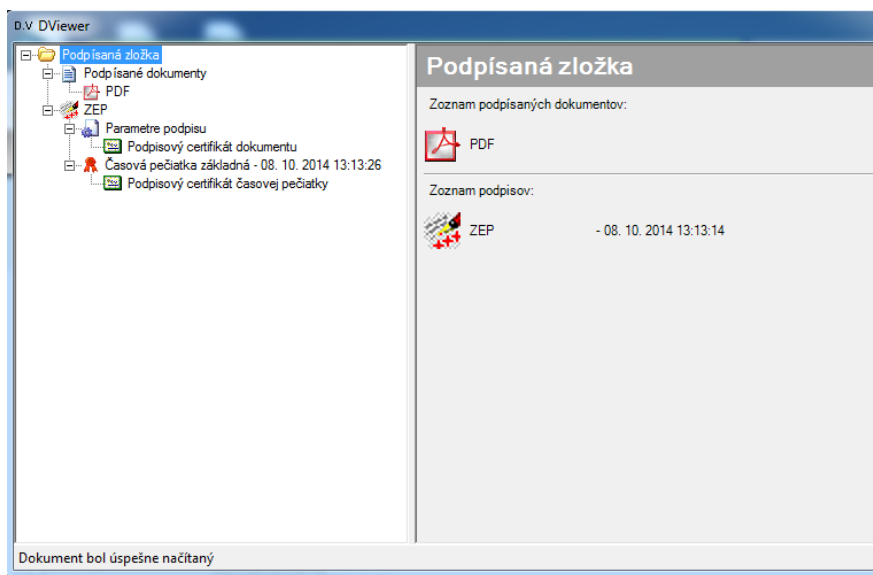 D.V DViewer
Podpísaná zložka
Podpísané dokumenty
PDF
ZEP
Parametre podpisu
Podpisový certifikát dokumentu
Časová pečiatka základná - 08. 10. 2014 13:13:26
Podpisový certifikát časovej pečiatky
Podpísaná zložka
Zoznam podpísaných dokumentov:
PDF
Zoznam podpisov:
ZEP - 08. 10. 2014 13:13:14
Dokument bol úspešne načítaný